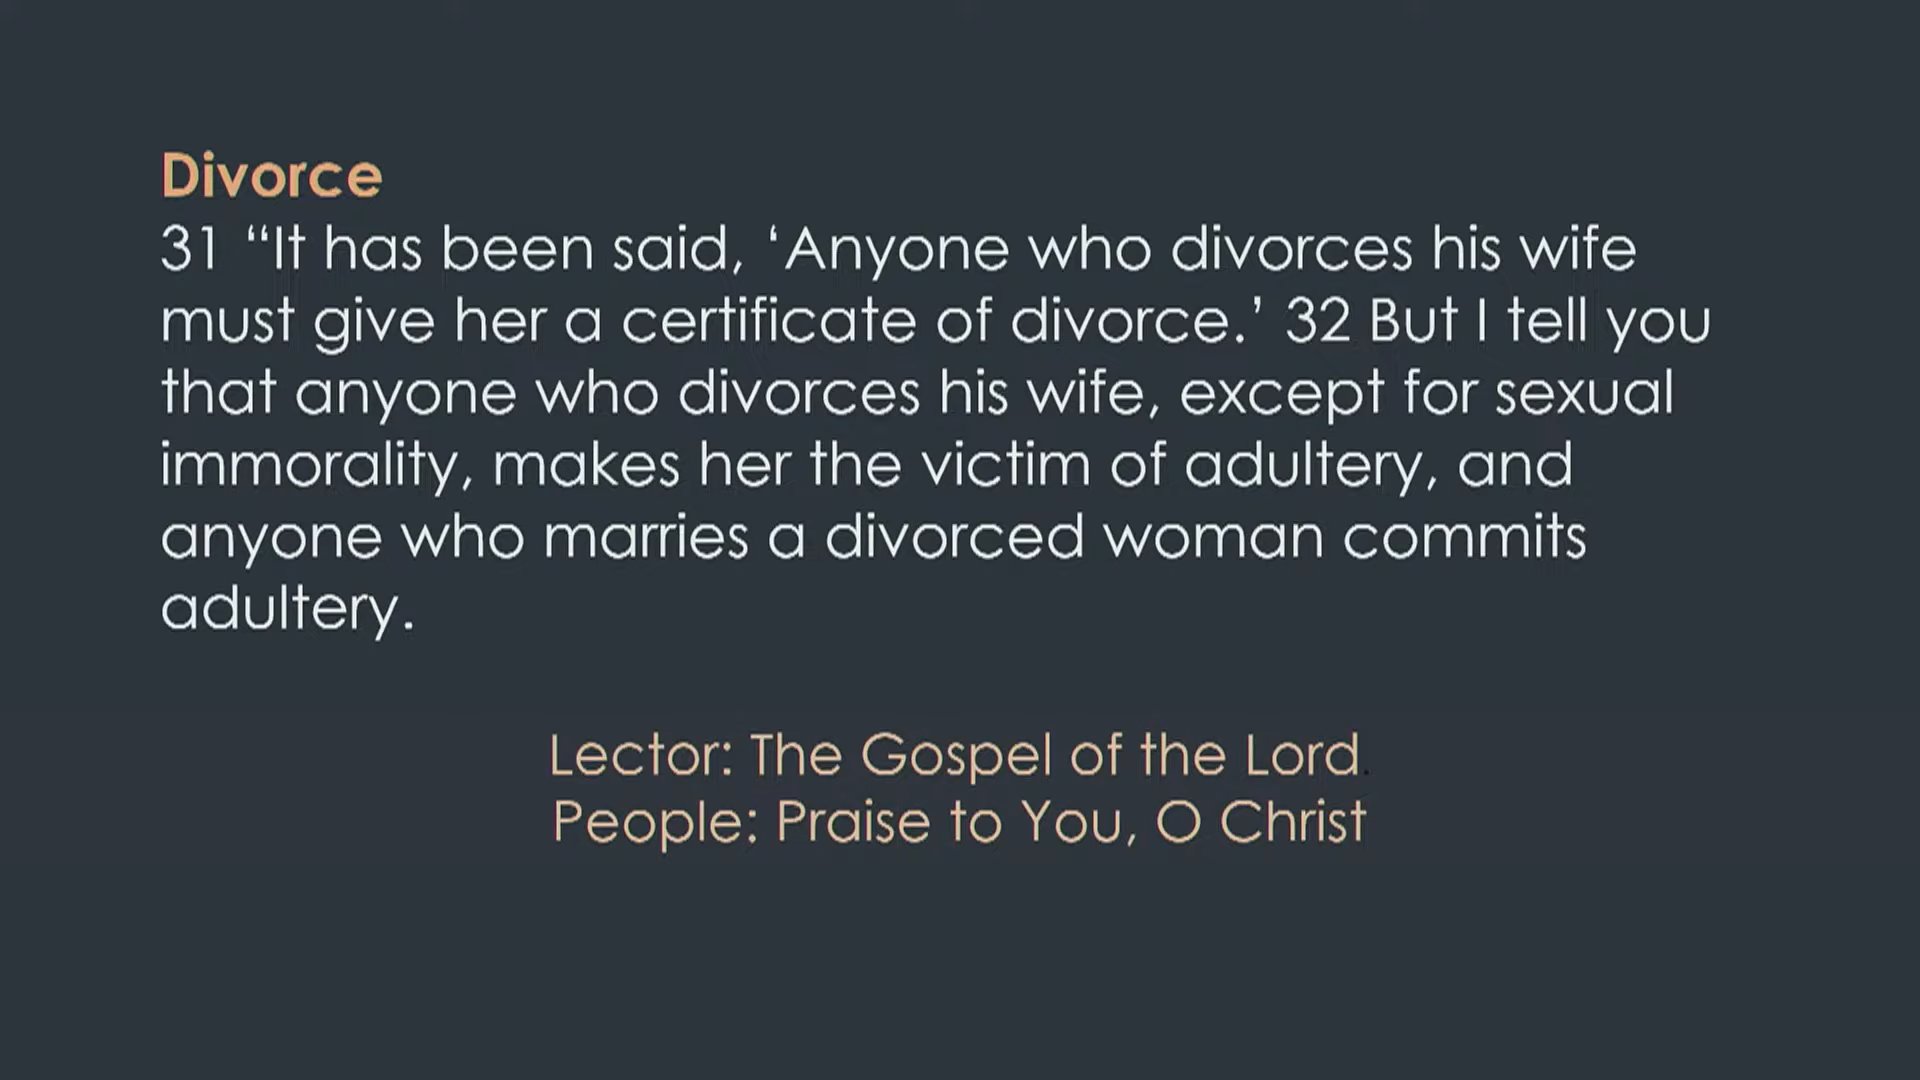 Divorce
31 “It has been said, ‘Anyone who divorces his wife
must give her a certificate of divorce.’ 32 But I tell you
that anyone who divorces his wife, except for sexual
immorality, makes her the victim of adultery, and
anyone who marries a divorced woman commits
adultery.
Lector: The Gospel of the Lord.
People: Praise to You, O Christ